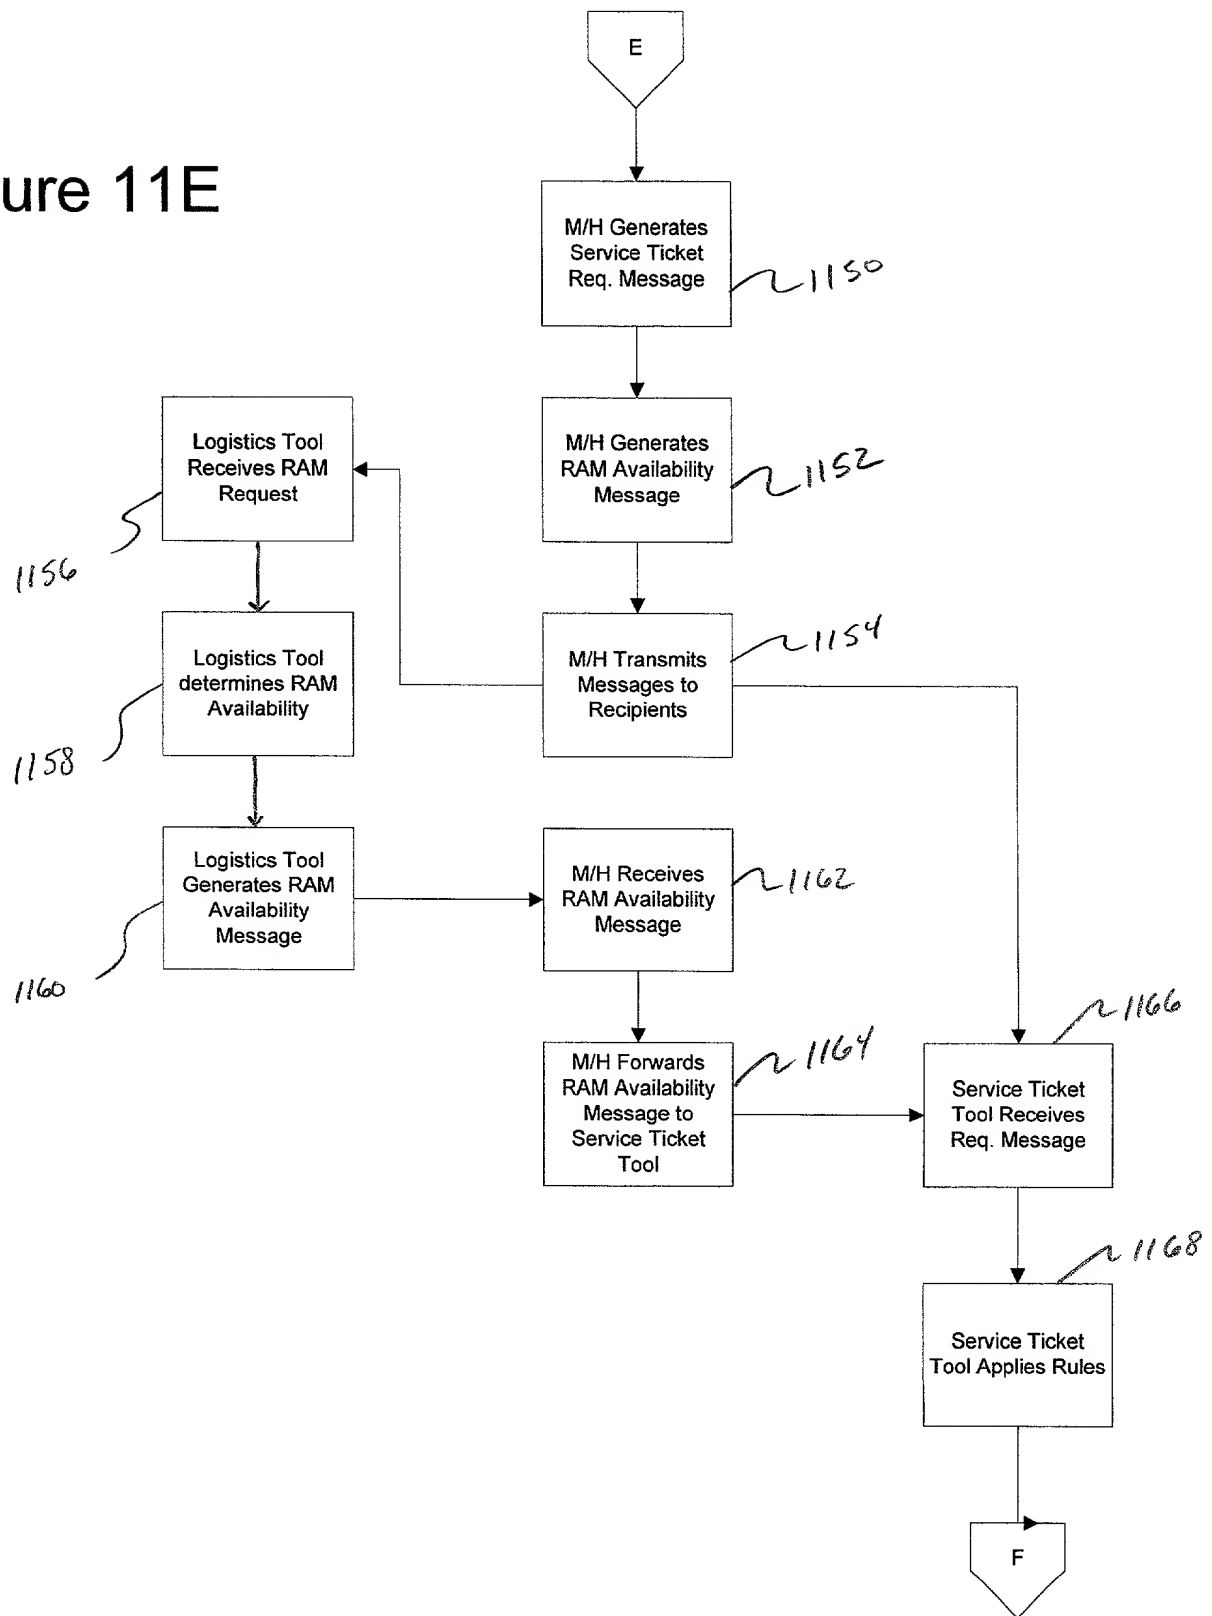 E
ure 11E
M/H Generates
Service Ticket
Req. Message
1150
M/H Generates
RAM Availability
Message
1152
Logistics Tool
Receives RAM
Request
1156
M/H Transmits
Messages to
Recipients
1154
Logistics Tool
determines RAM
Availability
1158
Logistics Tool
Generates RAM
Availability
Message
1160
M/H Receives
RAM Availability
Message
1162
M/H Forwards
RAM Availability
Message to
Service Ticket
Tool
1164
Service Ticket
Tool Receives
Req. Message
1166
Service Ticket
Tool Applies Rules
1168
F